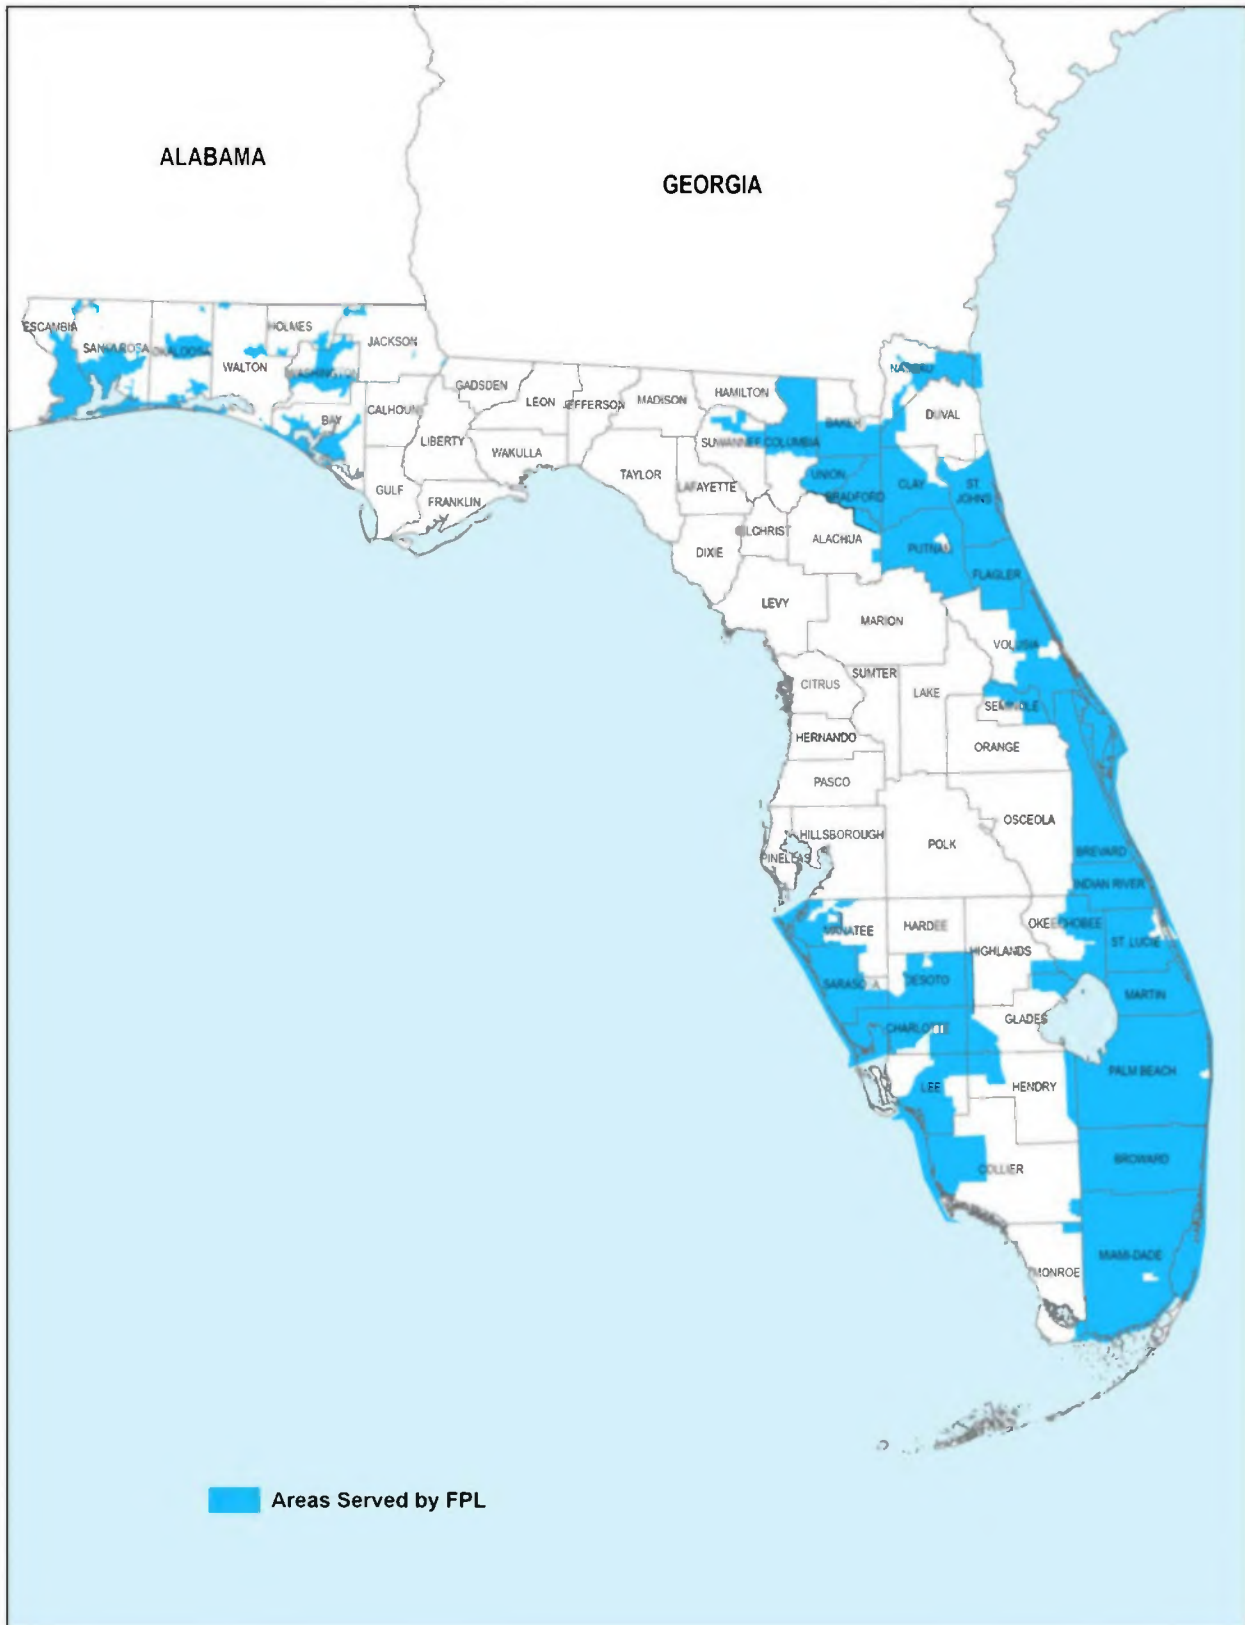 ALABAMA
GEORGIA
ESCAMBIA
SANTA ROSA
OKALOOSA
WALTON
HOLMES
WASHINGTON
JACKSON
BAY
CALHOUN
GULF
LIBERTY
GADSDEN
FRANKLIN
WAKULLA
LEON
JEFFERSON
MADISON
TAYLOR
HAMILTON
SUWANNEE
COLUMBIA
LAFAYETTE
DIXIE
GILCHRIST
BAKER
NASSAU
DUVAL
UNION
BRADFORD
CLAY
ST.
JOHNS
ALACHUA
PUTNAM
FLAGLER
LEVY
MARION
VOLUSIA
CITRUS
SUMTER
LAKE
SEMINOLE
HERNANDO
ORANGE
PASCO
OSCEOLA
HILLSBOROUGH
PINELLAS
POLK
BREVARD
INDIAN RIVER
MANATEE
HARDEE
HIGHLANDS
OKEECHOBEE
ST. LUCIE
SARASOTA
DESOTO
MARTIN
CHARLOTTE
GLADES
LEE
HENDRY
PALM BEACH
COLLIER
BROWARD
MONROE
MIAMI-DADE
Areas Served by FPL